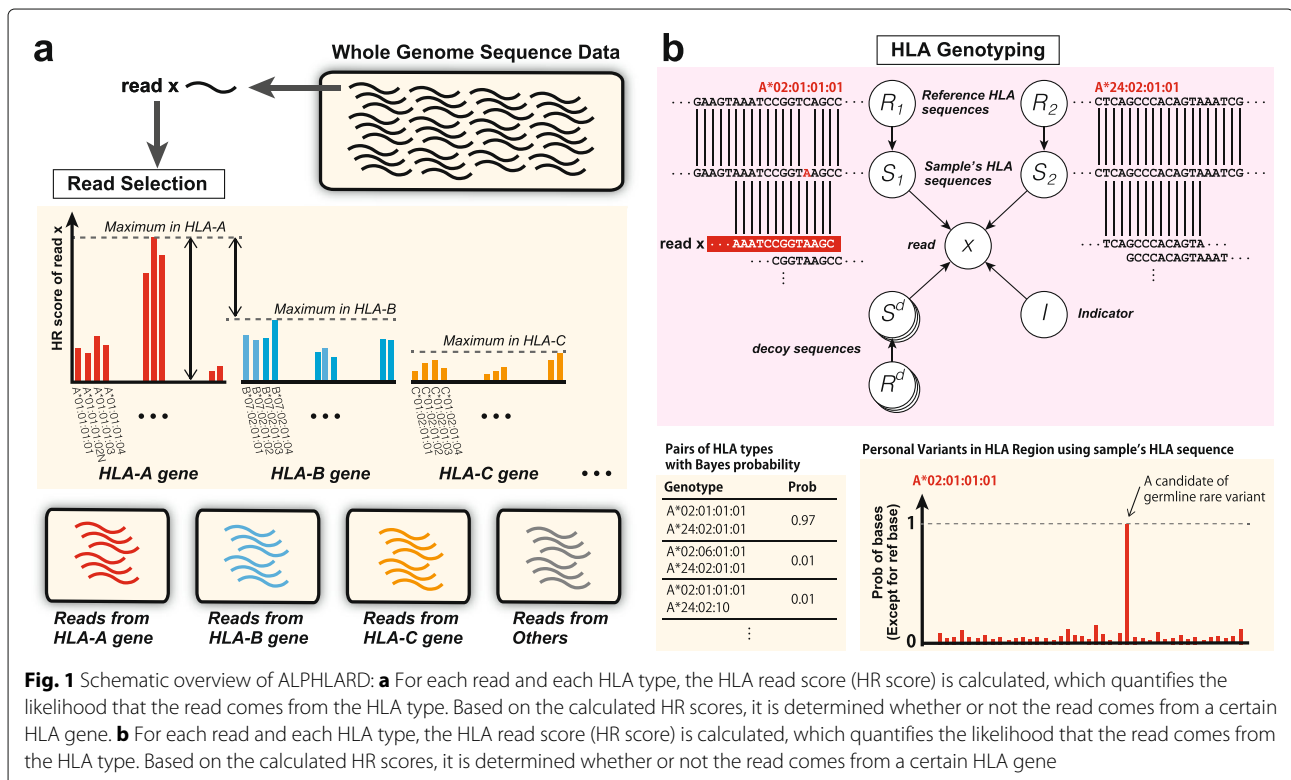 a
Whole Genome Sequence Data
read x
Read Selection
HR score of read x
Maximum in HLA-A
Maximum in HLA-B
Maximum in HLA-C
A*01:01:01:01
A*01:01:01:02N
A*01:01:01:03
A*01:01:01:04
B*07:02:01:01
B*07:02:01:02
B*07:02:01:03
B*07:02:01:04
C*01:02:01:01
C*01:02:01:02
C*01:02:01:03
C*01:02:01:04
• • •
• • •
• • •
HLA-A gene
HLA-B gene
HLA-C gene
• • •
Reads from
HLA-A gene
Reads from
HLA-B gene
Reads from
HLA-C gene
Reads from
Others
b
HLA Genotyping
A*02:01:01:01
A*24:02:01:01
···GAAGTAAATCCGGTCAGCC···
R1
Reference HLA
sequences
R2
···CTCAGCCCACAGTAAATCG···
···GAAGTAAATCCGGTAAGCC···
S1
Sample's HLA
sequences
S2
···CTCAGCCCACAGTAAATCG···
read x
···AAATCCGGTAAGC
···CGGTAAGCC···
⋮
read
x
···TCAGCCCACAGTA···
GCCCACAGTAAAT···
⋮
Sd
I
Indicator
decoy sequences
Rd
Pairs of HLA types
with Bayes probability
Genotype Prob
A*02:01:01:01
A*24:02:01:01
0.97
A*02:06:01:01
A*24:02:01:01
0.01
A*02:01:01:01
A*24:02:10
0.01
⋮
Personal Variants in HLA Region using sample's HLA sequence
A*02:01:01:01
A candidate of
germline rare variant
Prob of bases
(Except for ref base)
1
0
Fig. 1 Schematic overview of ALPHLARD: a For each read and each HLA type, the HLA read score (HR score) is calculated, which quantifies the
likelihood that the read comes from the HLA type. Based on the calculated HR scores, it is determined whether or not the read comes from a certain
HLA gene. b For each read and each HLA type, the HLA read score (HR score) is calculated, which quantifies the likelihood that the read comes from
the HLA type. Based on the calculated HR scores, it is determined whether or not the read comes from a certain HLA gene